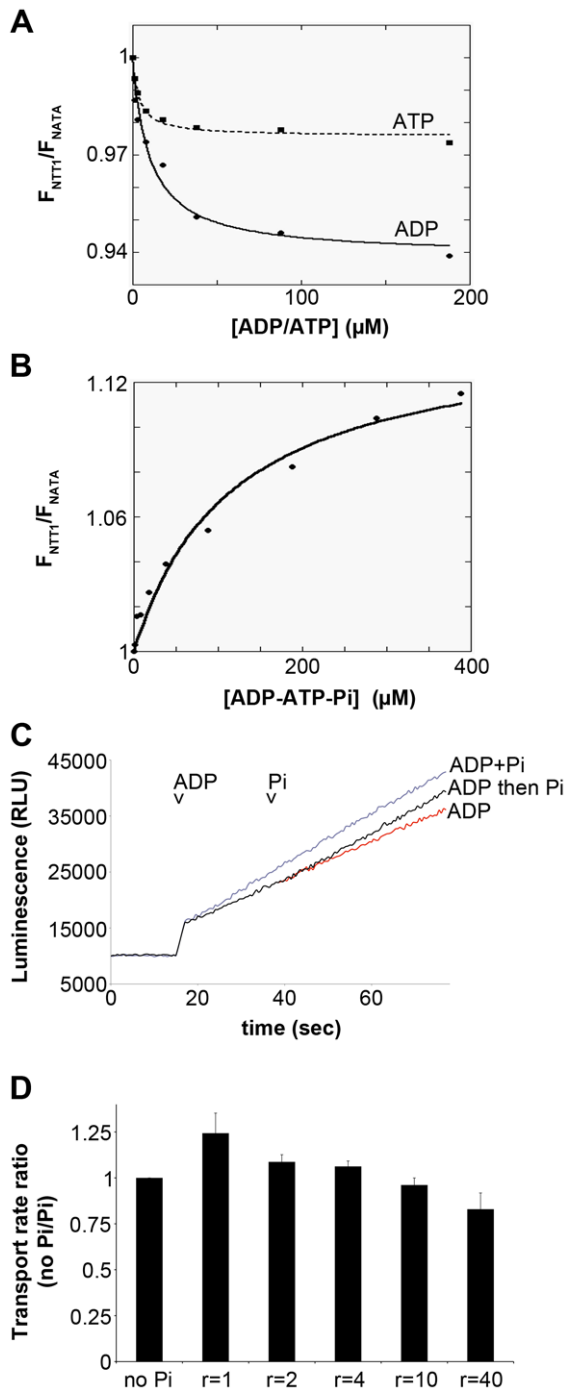 A
1
0.97
0.94
F_NTT1/F_NATA
ATP
ADP
0
100
200
[ADP/ATP] (µM)
B
1.12
1.06
1
F_NTT1/F_NATA
0
200
400
[ADP-ATP-Pi] (µM)
C
45000
35000
25000
15000
5000
Luminescence (RLU)
ADP
Pi
ADP+Pi
ADP then Pi
ADP
0
20
40
60
time (sec)
D
1.25
1
0.75
0.5
0.25
0
Transport rate ratio
(no Pi/Pi)
no Pi
r=1
r=2
r=4
r=10
r=40